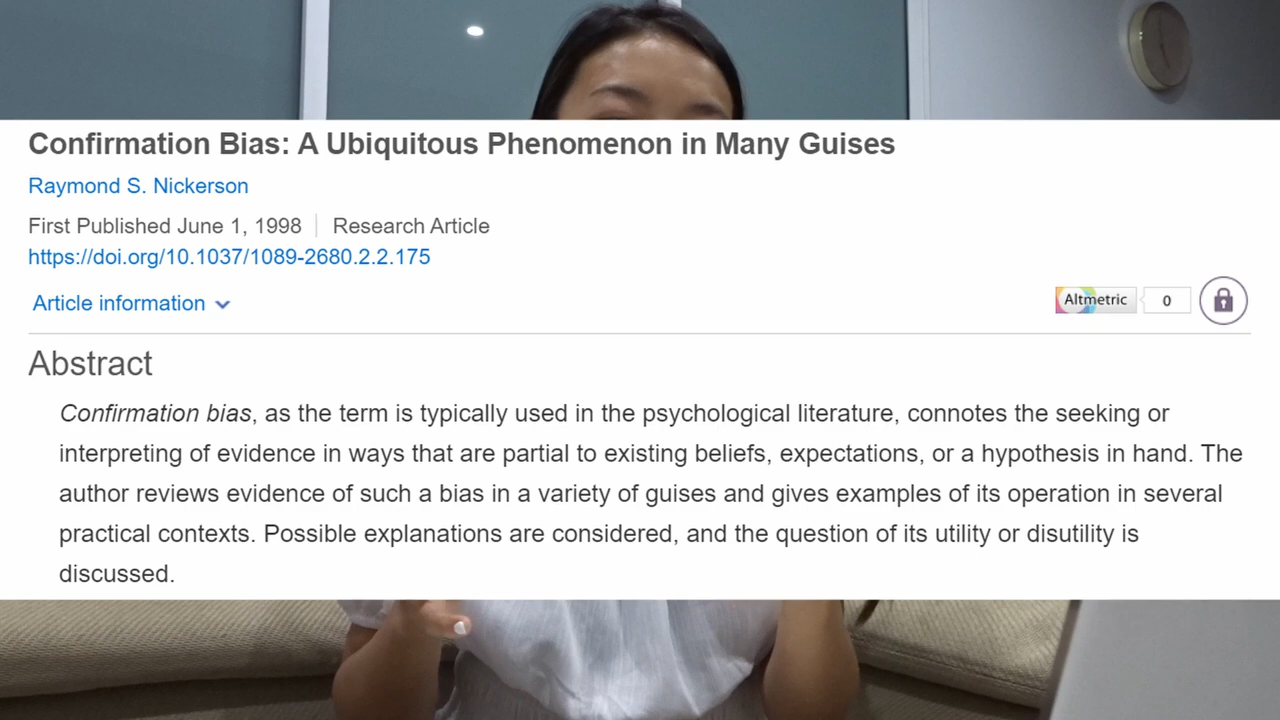 Confirmation Bias: A Ubiquitous Phenomenon in Many Guises
Raymond S. Nickerson
First Published June 1, 1998 | Research Article
https://doi.org/10.1037/1089-2680.2.2.175
Article information
Altmetric 0
Abstract
Confirmation bias, as the term is typically used in the psychological literature, connotes the seeking or
interpreting of evidence in ways that are partial to existing beliefs, expectations, or a hypothesis in hand. The
author reviews evidence of such a bias in a variety of guises and gives examples of its operation in several
practical contexts. Possible explanations are considered, and the question of its utility or disutility is
discussed.